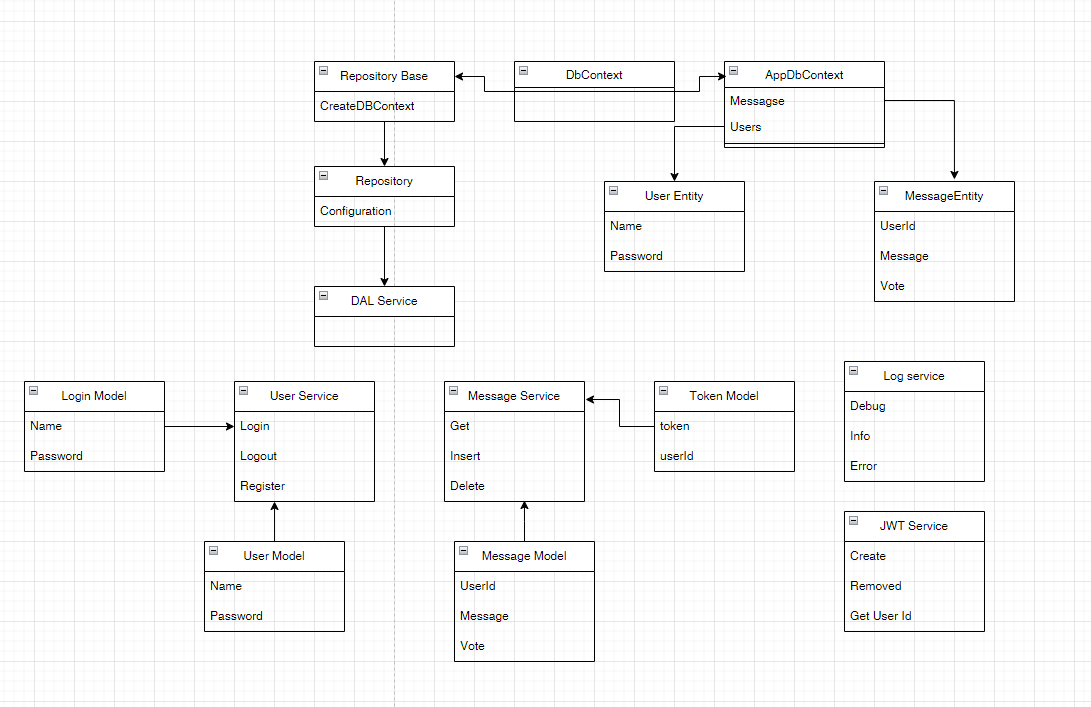 Repository Base
CreateDBContext
DbContext
AppDbContext
Messagse
Users
Repository
Configuration
User Entity
Name
Password
MessageEntity
UserId
Message
Vote
DAL Service
Login Model
Name
Password
User Service
Login
Logout
Register
Message Service
Get
Insert
Delete
Token Model
token
userId
Log service
Debug
Info
Error
User Model
Name
Password
Message Model
UserId
Message
Vote
JWT Service
Create
Removed
Get User Id